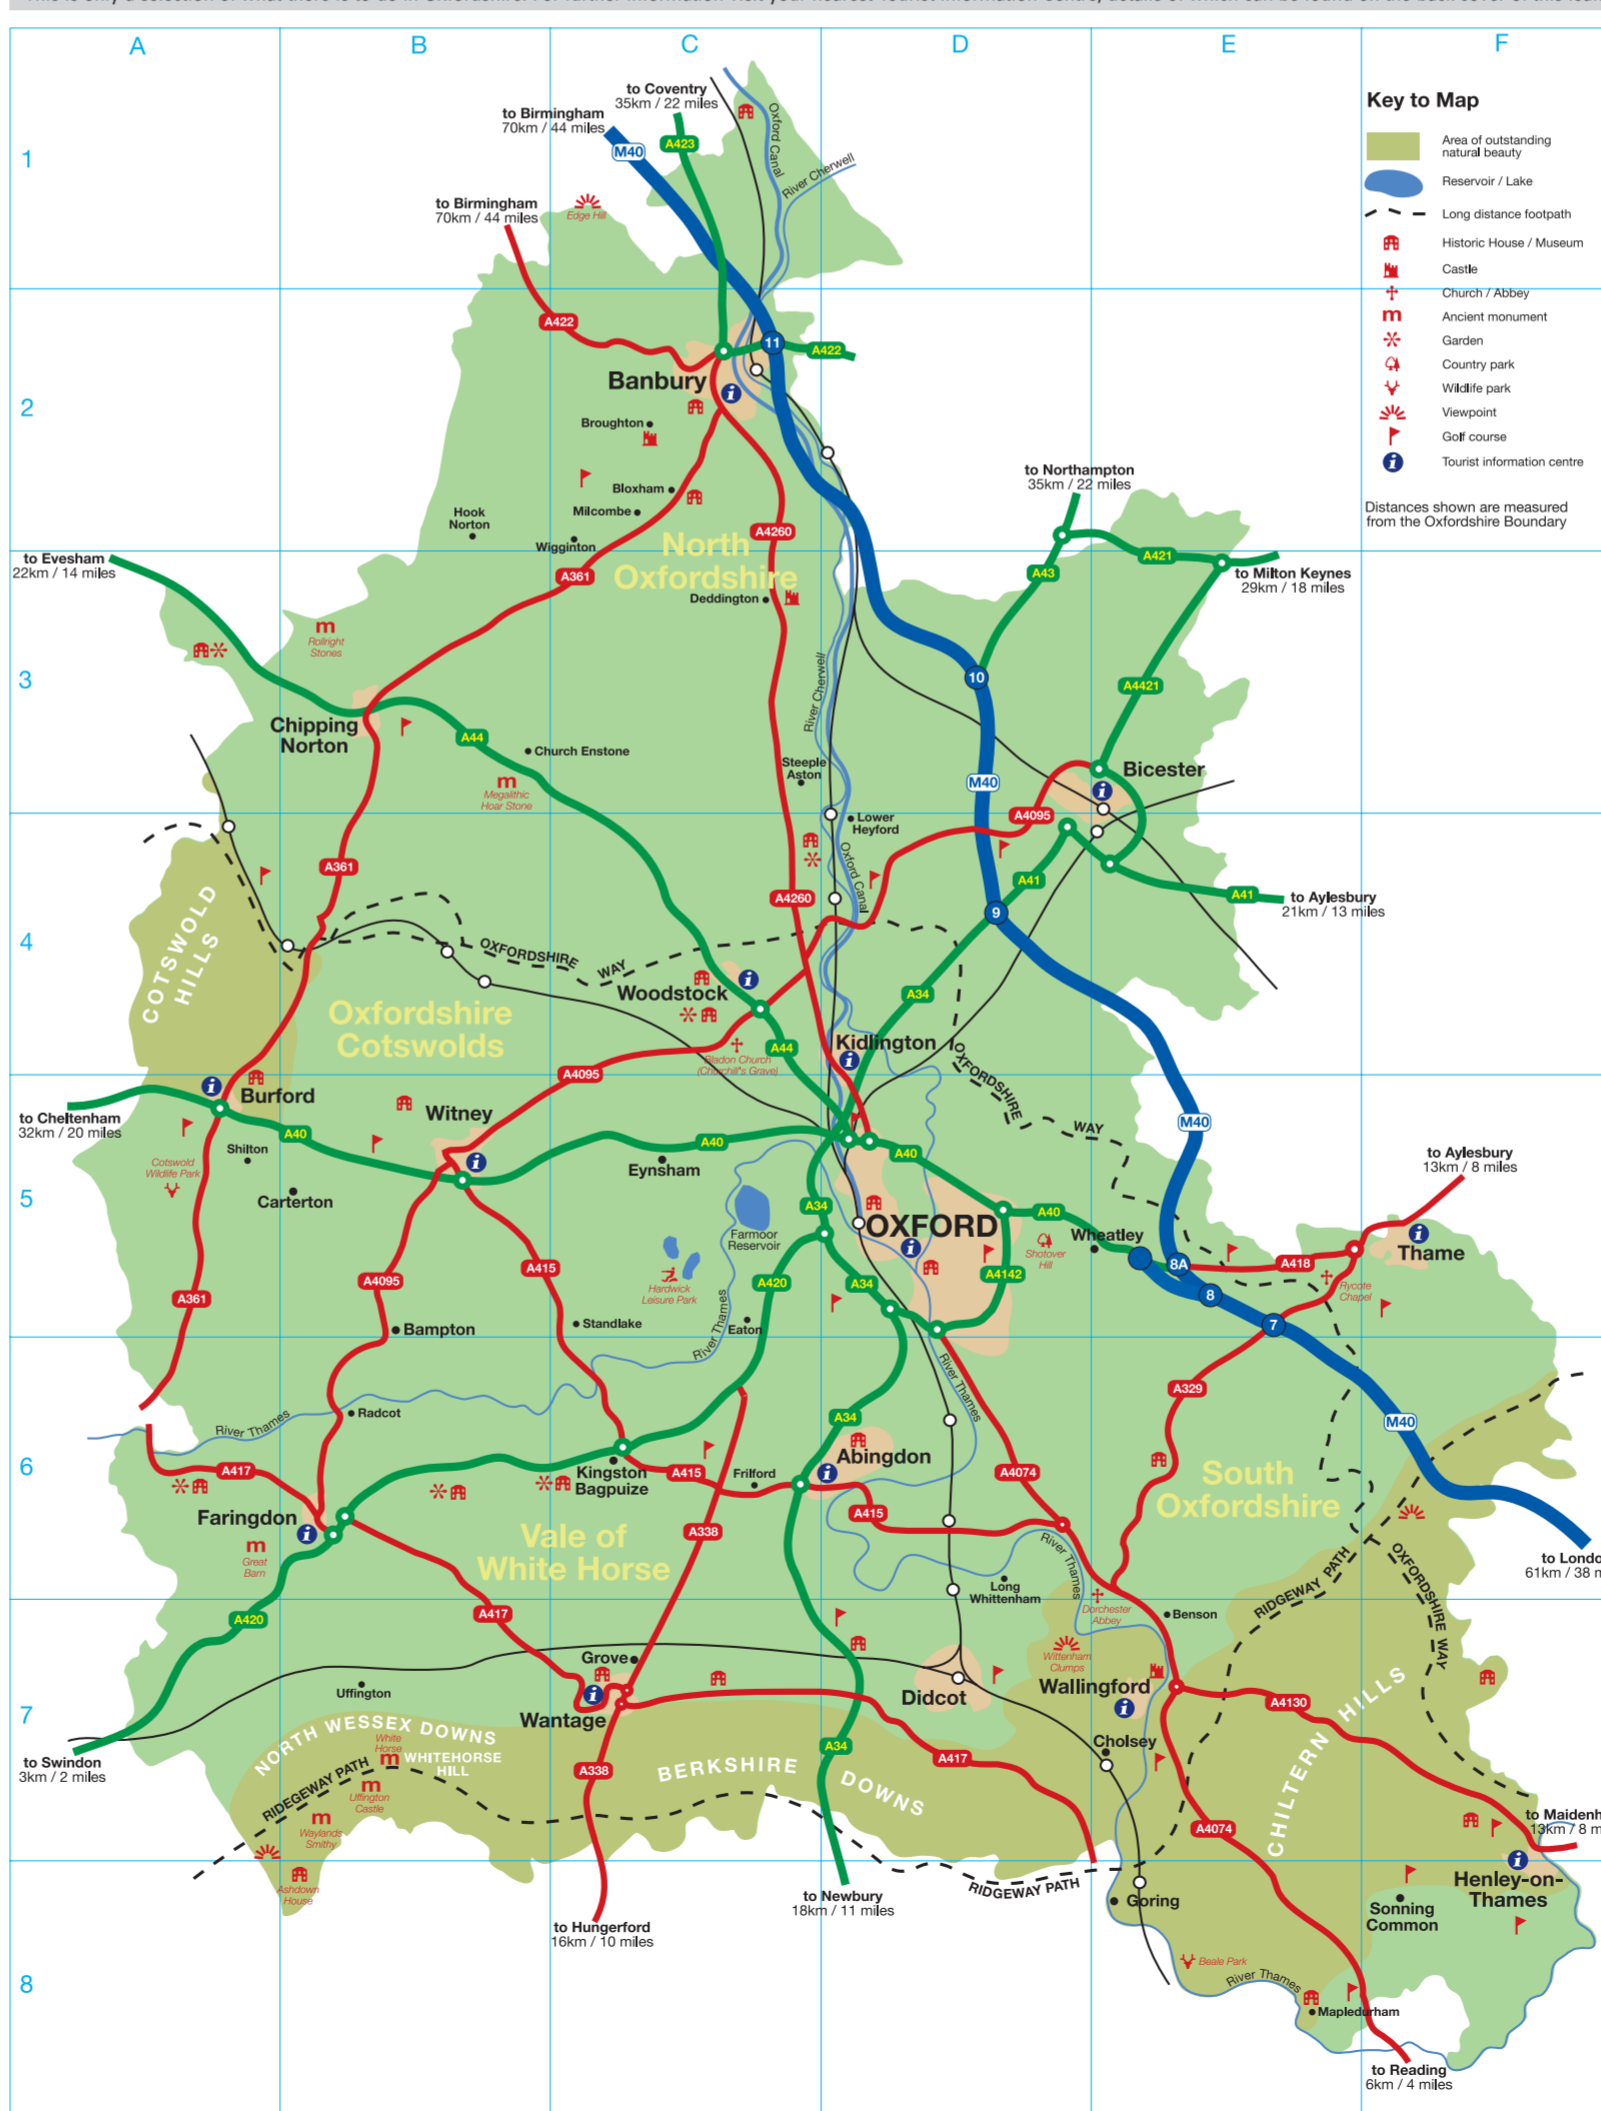 A
B
C
D
E
F
1
2
3
4
5
6
7
8
Key to Map
Area of outstanding
natural beauty
Reservoir / Lake
Long distance footpath
Historic House / Museum
Castle
Church / Abbey
Ancient monument
Garden
Country park
Wildlife park
Viewpoint
Golf course
Tourist information centre
Distances shown are measured
from the Oxfordshire Boundary
to Coventry
35km / 22 miles
to Birmingham
70km / 44 miles
M40
A423
Oxford Canal
River Cherwell
to Birmingham
70km / 44 miles
Edge Hill
A422
11
A422
Banbury
Broughton
Bloxham
Milcombe
Hook
Norton
Wigginton
A4260
North
Oxfordshire
A361
Deddington
to Northampton
35km / 22 miles
A421
A43
to Milton Keynes
29km / 18 miles
to Evesham
22km / 14 miles
Rollright
Stones
Chipping
Norton
A44
Church Enstone
Megalithic
Hoar Stone
River Cherwell
Steeple
Aston
10
M40
A4421
Bicester
A4095
Lower
Heyford
Oxford Canal
A361
A4260
A41
A41
to Aylesbury
21km / 13 miles
9
COTSWOLD
HILLS
OXFORDSHIRE
WAY
Woodstock
A34
Oxfordshire
Cotswolds
A44
Kidlington
Bladon Church
(Churchill's Grave)
A4095
OXFORDSHIRE
WAY
Burford
to Cheltenham
32km / 20 miles
A40
Witney
A40
A40
M40
Shilton
Cotswold
Wildlife Park
Carterton
Eynsham
to Aylesbury
13km / 8 miles
A34
OXFORD
A40
Wheatley
Shotover
Hill
Farmoor
Reservoir
Hardwick
Leisure Park
8A
A418
Thame
Rycote
Chapel
8
7
A4142
A34
A420
A415
A4095
A361
Bampton
Standlake
Eaton
River Thames
River Thames
A329
M40
Radcot
River Thames
A34
Abingdon
A417
Kingston
Bagpuize
A415
Frilford
A4074
South
Oxfordshire
Faringdon
A415
A338
Vale of
White Horse
Great
Barn
River Thames
Long
Whittenham
Dorchester
Abbey
Benson
RIDGEWAY PATH
OXFORDSHIRE WAY
61km / 38 m
A420
A417
Grove
Wittenham
Clumps
Wallingford
Didcot
Uffington
Wantage
A4130
to Swindon
3km / 2 miles
NORTH WESSEX DOWNS
White
Horse
WHITEHORSE
HILL
RIDEGEWAY PATH
Uffington
Castle
Waylands
Smithy
Ashdown
House
A338
BERKSHIRE
DOWNS
A34
A417
Cholsey
CHILTERN HILLS
A4074
13km / 8 m
Henley-on-
Thames
RIDGEWAY PATH
Goring
Sonning
Common
to Newbury
18km / 11 miles
to Hungerford
16km / 10 miles
Beale Park
River Thames
Mapledurham
to Reading
6km / 4 miles